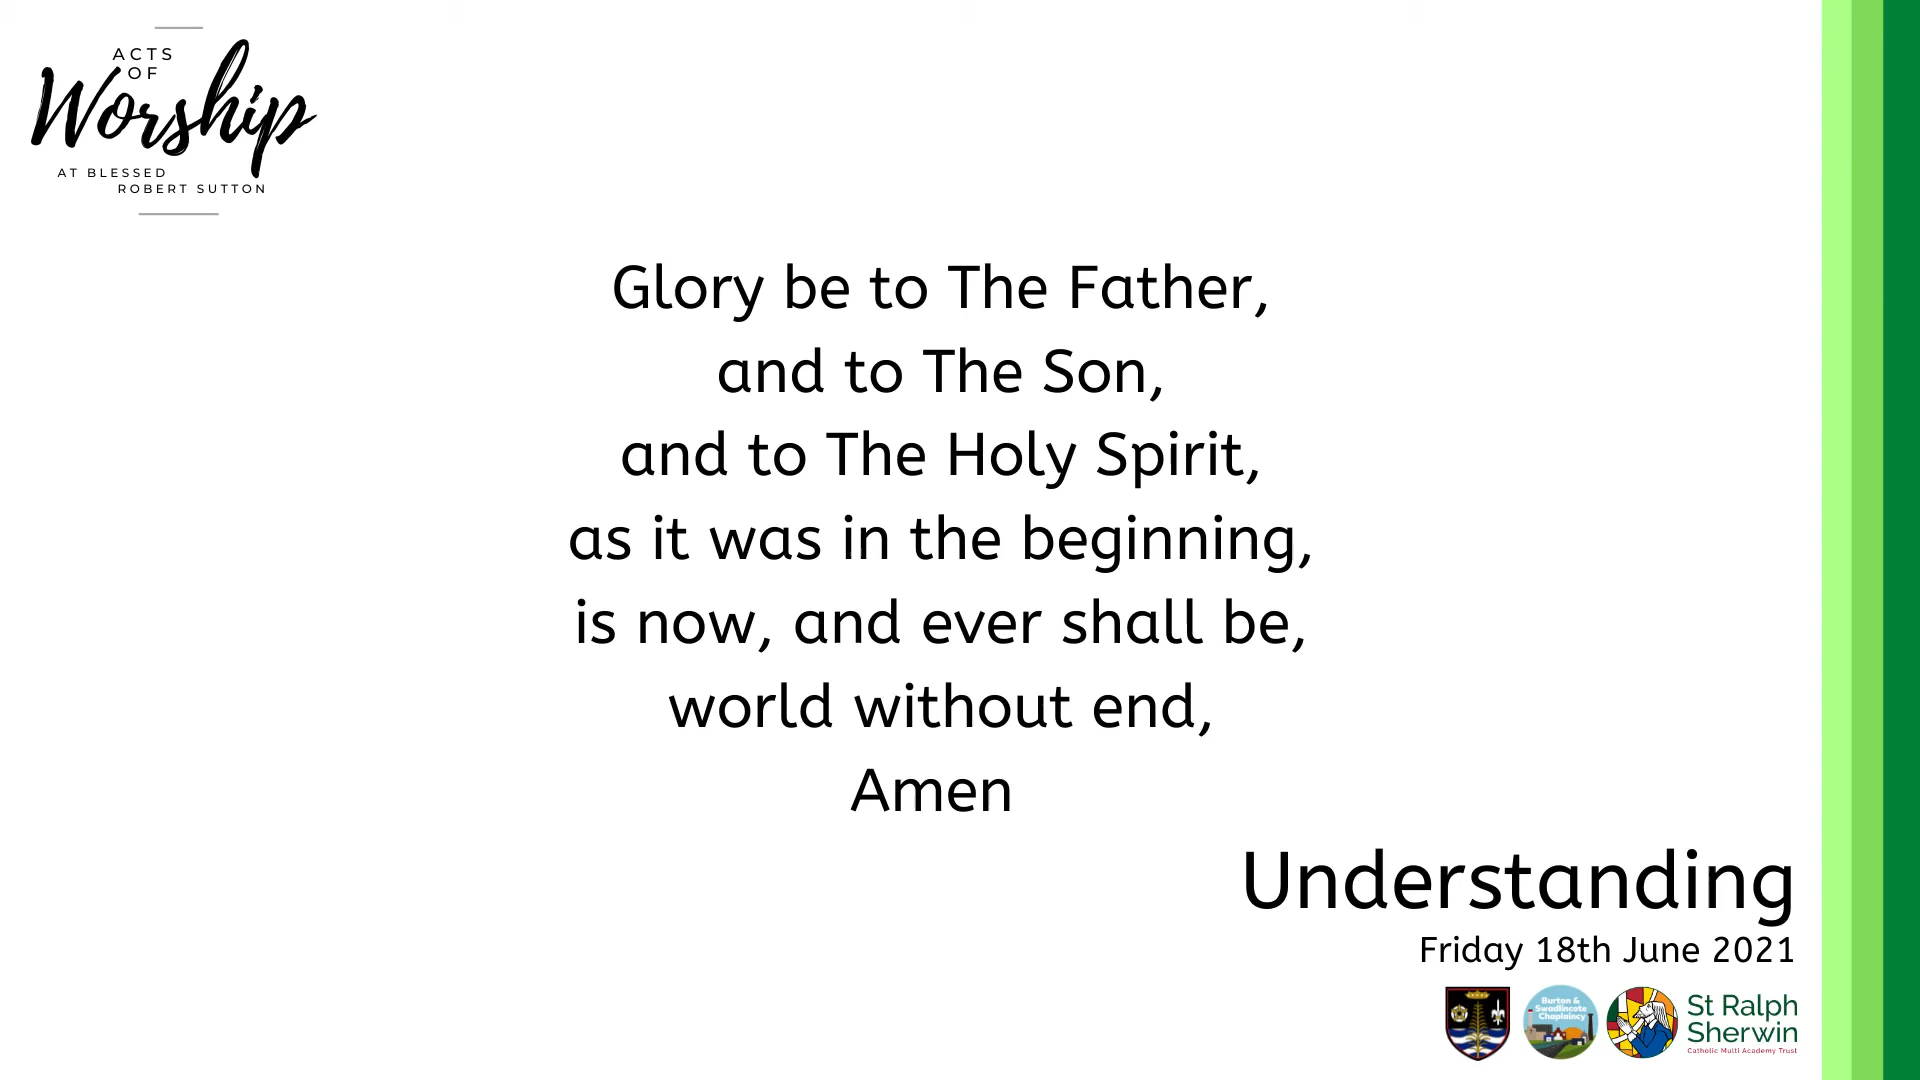 ACTS
OF
Worship
AT BLESSED
ROBERT SUTTON
Glory be to The Father,
and to The Son,
and to The Holy Spirit,
as it was in the beginning,
is now, and ever shall be,
world without end,
Amen
Understanding
Friday 18th June 2021
Burton &
Swadlincote
Chaplaincy
St Ralph
Sherwin
Catholic Multi Academy Trust